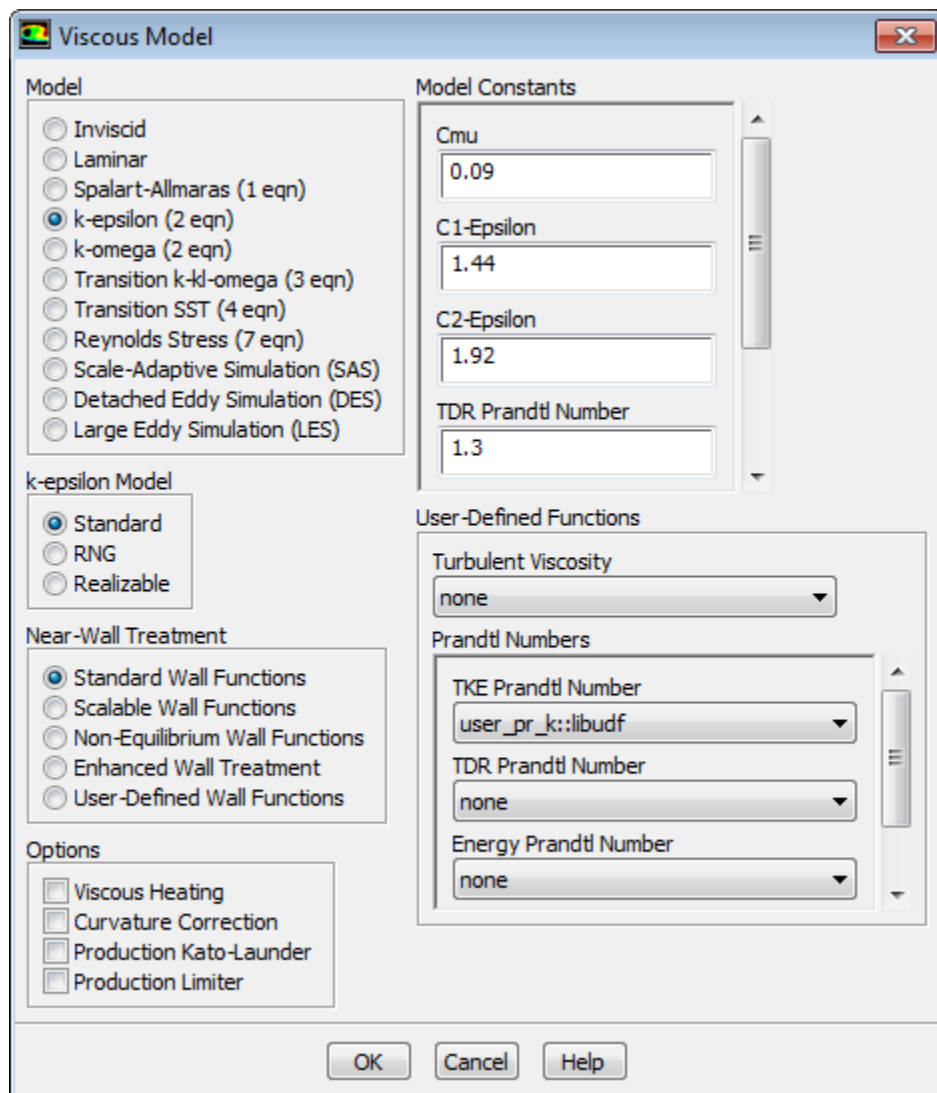 Viscous Model
Model
Inviscid
Laminar
Spalart-Allmaras (1 eqn)
k-epsilon (2 eqn)
k-omega (2 eqn)
Transition k-kl-omega (3 eqn)
Transition SST (4 eqn)
Reynolds Stress (7 eqn)
Scale-Adaptive Simulation (SAS)
Detached Eddy Simulation (DES)
Large Eddy Simulation (LES)
k-epsilon Model
Standard
RNG
Realizable
Near-Wall Treatment
Standard Wall Functions
Scalable Wall Functions
Non-Equilibrium Wall Functions
Enhanced Wall Treatment
User-Defined Wall Functions
Options
Viscous Heating
Curvature Correction
Production Kato-Launder
Production Limiter
Model Constants
Cmu
0.09
C1-Epsilon
1.44
C2-Epsilon
1.92
TDR Prandtl Number
1.3
User-Defined Functions
Turbulent Viscosity
none
Prandtl Numbers
TKE Prandtl Number
user_pr_k::libudf
TDR Prandtl Number
none
Energy Prandtl Number
none
OK
Cancel
Help